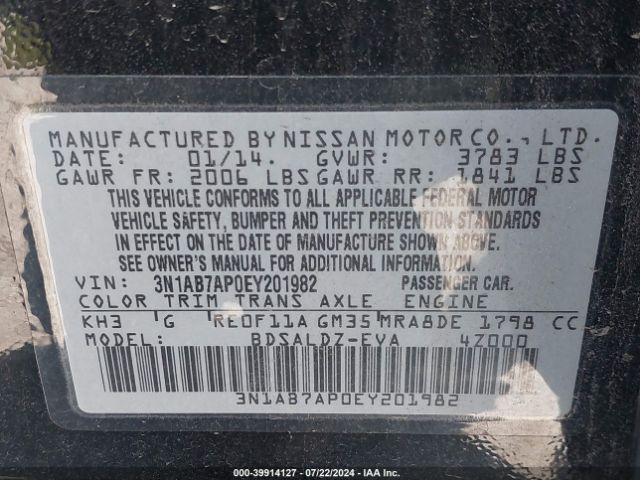 MANUFACTURED BY NISSAN MOTOR CO., LTD.
DATE: 01/14. GVWR: 3783 LBS
GAWR FR: 2006 LBS GAWR RR: 1841 LBS
THIS VEHICLE CONFORMS TO ALL APPLICABLE FEDERAL MOTOR
VEHICLE SAFETY, BUMPER AND THEFT PREVENTION STANDARDS
IN EFFECT ON THE DATE OF MANUFACTURE SHOWN ABOVE.
SEE OWNER'S MANUAL FOR ADDITIONAL INFORMATION.
VIN: 3N1AB7AP0EY201982 PASSENGER CAR.
COLOR TRIM TRANS AXLE ENGINE
KH3 G RE0F11A GM35 MRA8DE 1798 CC
MODEL: BDSALDZ-EVA 4Z000
3N1AB7AP0EY201982
000-39914127 - 07/22/2024 - IAA Inc.